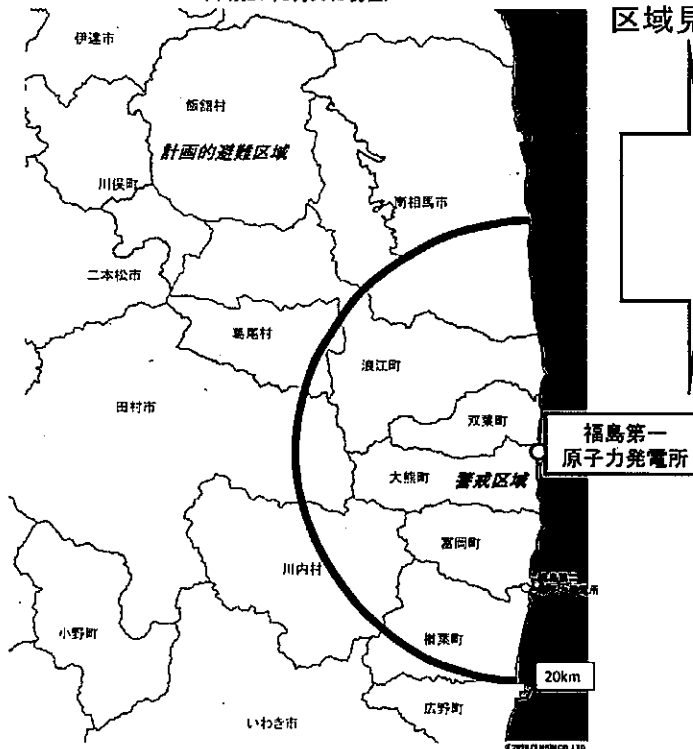 区域見
伊達市
飯舘村
計画的避難区域
川俣町
南相馬市
二本松市
葛尾村
浪江町
田村市
双葉町
福島第一
原子力発電所
大熊町
警戒区域
富岡町
川内村
小野町
楢葉町
20km
広野町
いわき市